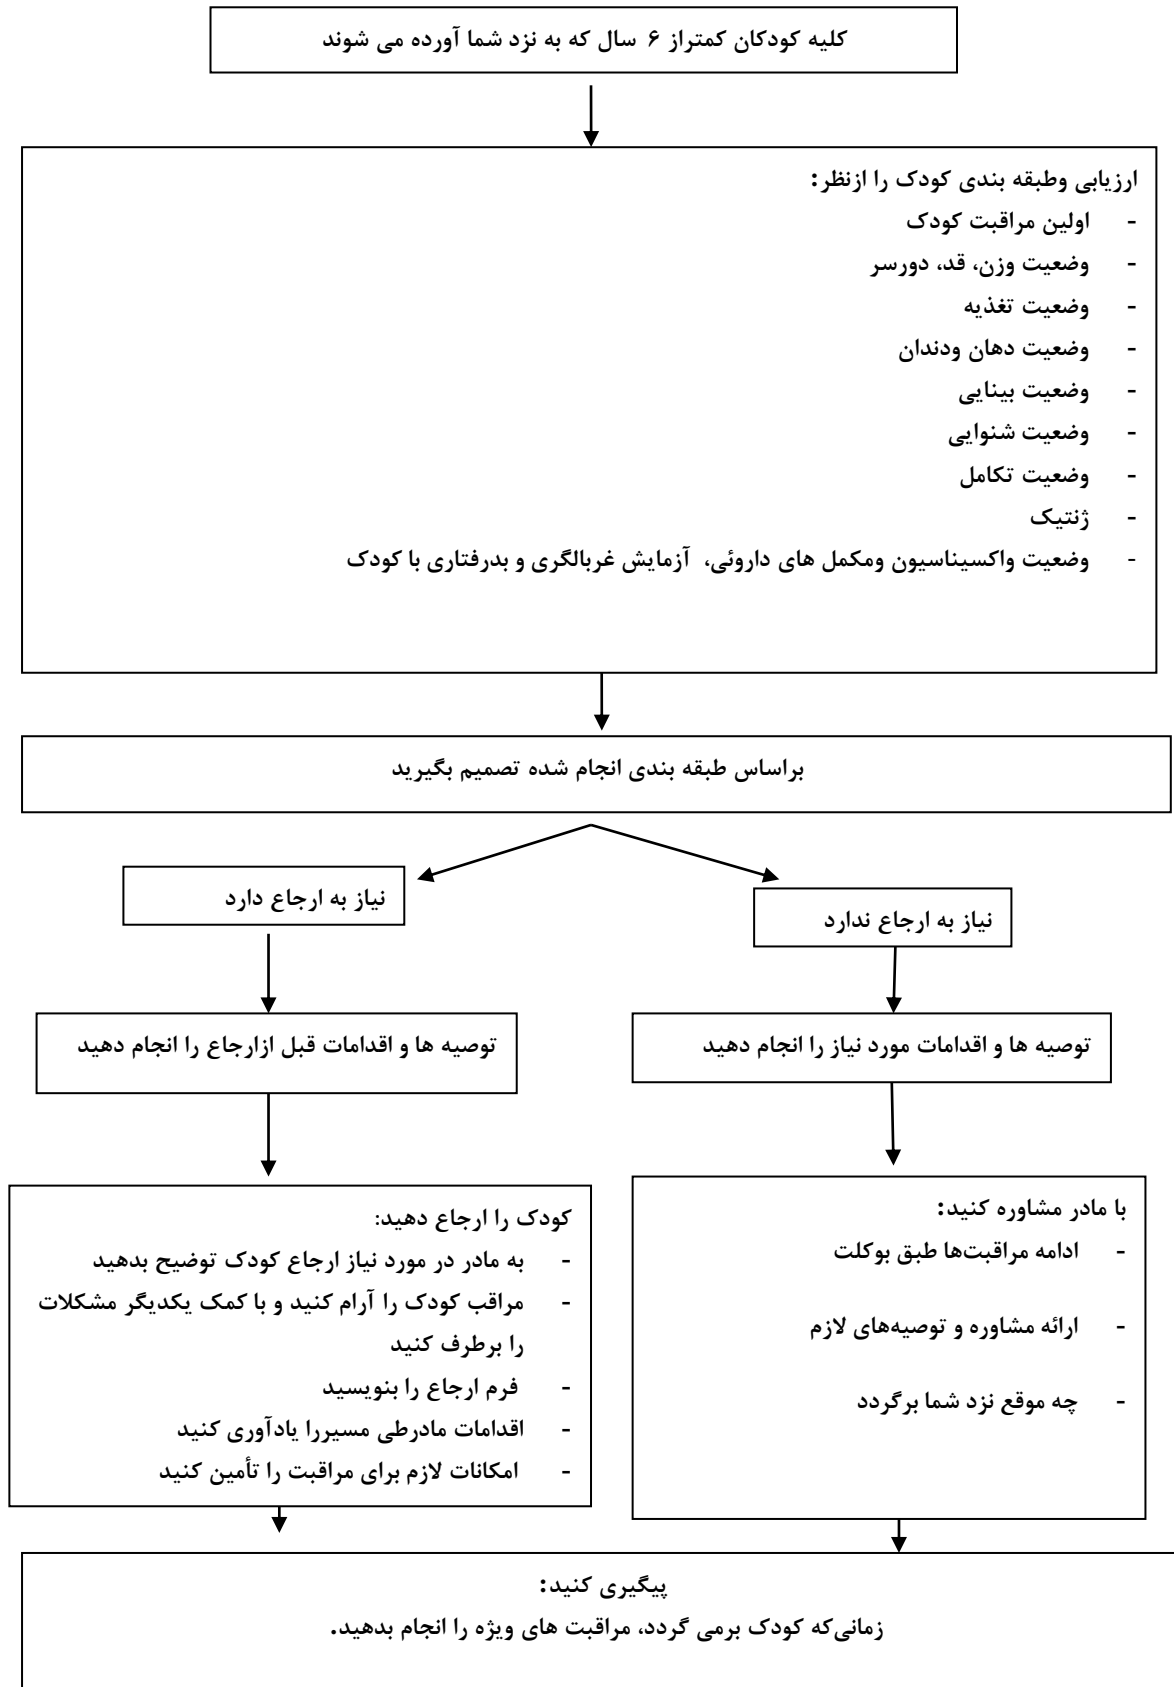 کلیه کودکان کمتراز ۶ سال که به نزد شما آورده می شوند
ارزیابی وطبقه بندی کودک را ازنظر:
- اولین مراقبت کودک
- وضعیت وزن، قد، دورسر
- وضعیت تغذیه
- وضعیت دهان ودندان
- وضعیت بینایی
- وضعیت شنوایی
- وضعیت تکامل
- ژنتیک
- وضعیت واکسیناسیون ومکمل های داروئی، آزمایش غربالگری و بدرفتاری با کودک
براساس طبقه بندی انجام شده تصمیم بگیرید
نیاز به ارجاع ندارد
توصیه ها و اقدامات مورد نیاز را انجام دهید
با مادر مشاوره کنید:
- ادامه مراقبت‌ها طبق بوکلت
- ارائه مشاوره و توصیه‌های لازم
- چه موقع نزد شما برگردد
نیاز به ارجاع دارد
توصیه ها و اقدامات قبل ازارجاع را انجام دهید
کودک را ارجاع دهید:
- به مادر در مورد نیاز ارجاع کودک توضیح بدهید
- مراقب کودک را آرام کنید و با کمک یکدیگر مشکلات
را برطرف کنید
- فرم ارجاع را بنویسید
- اقدامات مادرطی مسیررا یادآوری کنید
- امکانات لازم برای مراقبت را تأمین کنید
پیگیری کنید:
زمانی‌که کودک برمی گردد، مراقبت های ویژه را انجام بدهید.